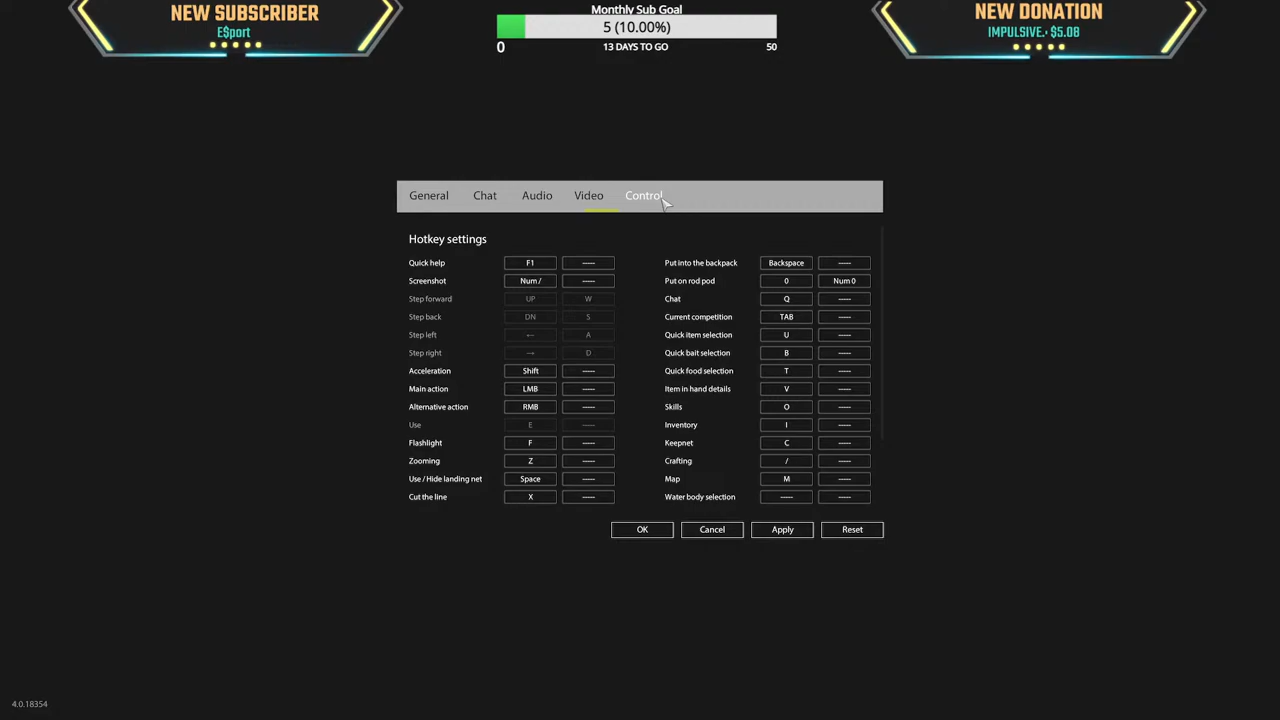 NEW SUBSCRIBER
E$port
Monthly Sub Goal
5 (10.00%)
0
13 DAYS TO GO
50
NEW DONATION
IMPULSIVE.· $5.08
General Chat Audio Video Control
Hotkey settings
Quick help F1 -----
Screenshot Num / -----
Step forward UP W
Step back DN S
Step left ← A
Step right → D
Acceleration Shift -----
Main action LMB -----
Alternative action RMB -----
Use E -----
Flashlight F -----
Zooming Z -----
Use / Hide landing net Space -----
Cut the line X -----
Put into the backpack Backspace -----
Put on rod pod 0 Num 0
Chat Q -----
Current competition TAB -----
Quick item selection U -----
Quick bait selection B -----
Quick food selection T -----
Item in hand details V -----
Skills O -----
Inventory I -----
Keepnet C -----
Crafting / -----
Map M -----
Water body selection ----- -----
OK Cancel Apply Reset
4.0.18354